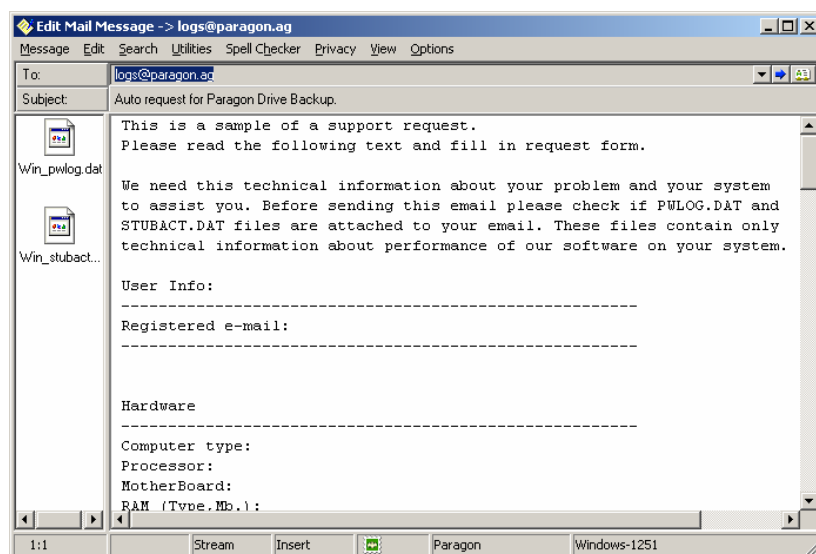 Edit Mail Message -> logs@paragon.ag
Message Edit Search Utilities Spell Checker Privacy View Options
To: logs@paragon.ag
Subject: Auto request for Paragon Drive Backup.
Win_pwlog.dat
Win_stubact...
This is a sample of a support request.
Please read the following text and fill in request form.
We need this technical information about your problem and your system
to assist you. Before sending this email please check if PWLOG.DAT and
STUBACT.DAT files are attached to your email. These files contain only
technical information about performance of our software on your system.
User Info:
---------------------------------------------------------
Registered e-mail:
---------------------------------------------------------
Hardware
---------------------------------------------------------
Computer type:
Processor:
MotherBoard:
RAM (Type,Mb.):
1:1 Stream Insert Paragon Windows-1251